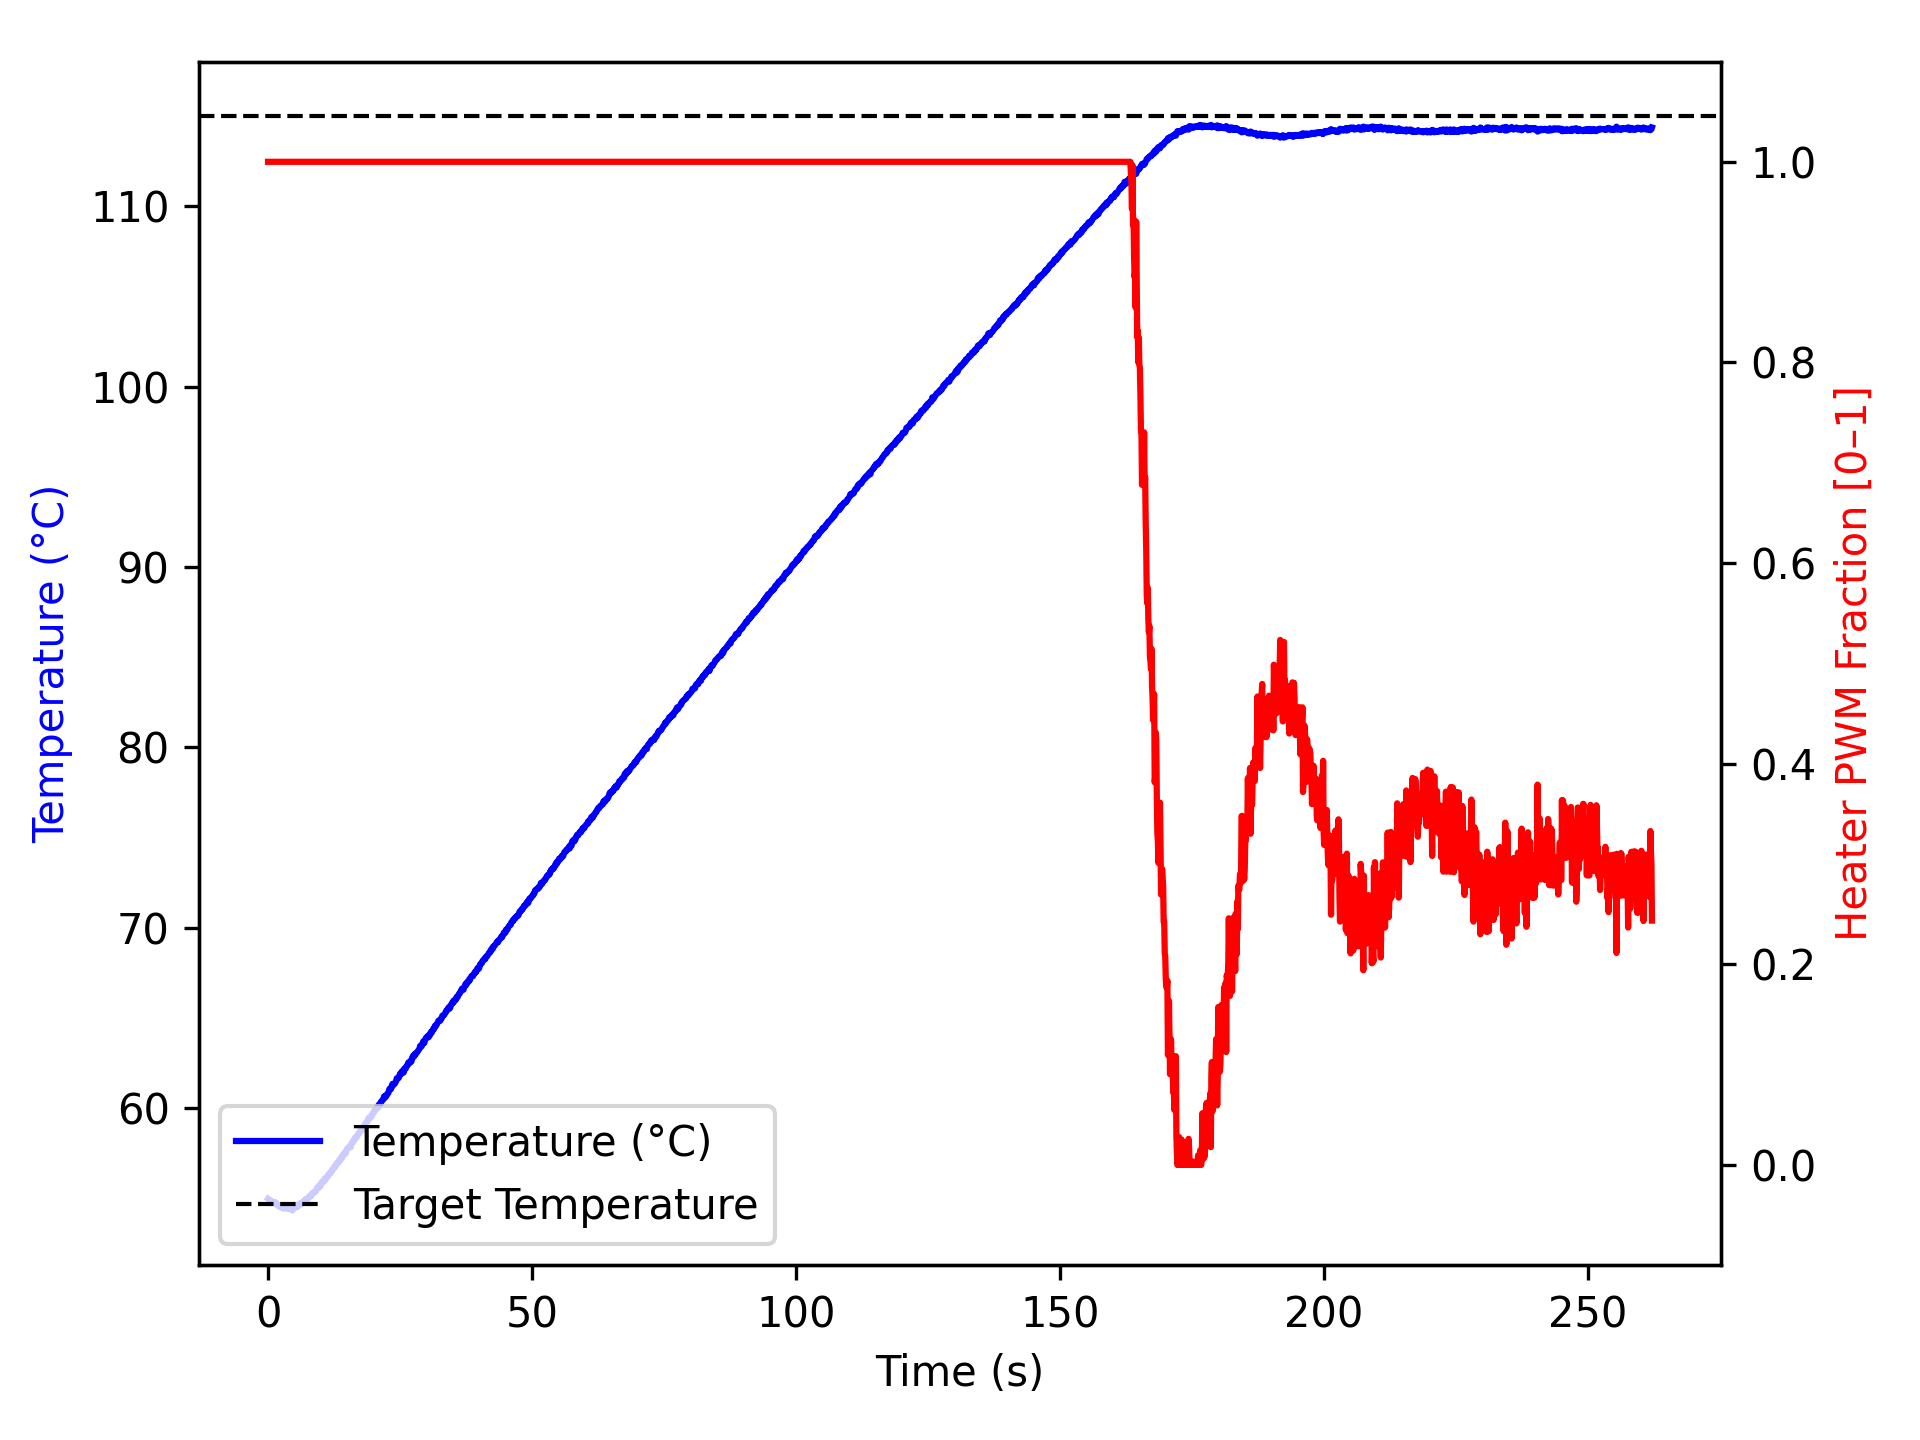 110
100
90
80
70
60
Temperature (°C)
1.0
0.8
0.6
0.4
0.2
0.0
Heater PWM Fraction [0–1]
Temperature (°C)
Target Temperature
0 50 100 150 200 250
Time (s)